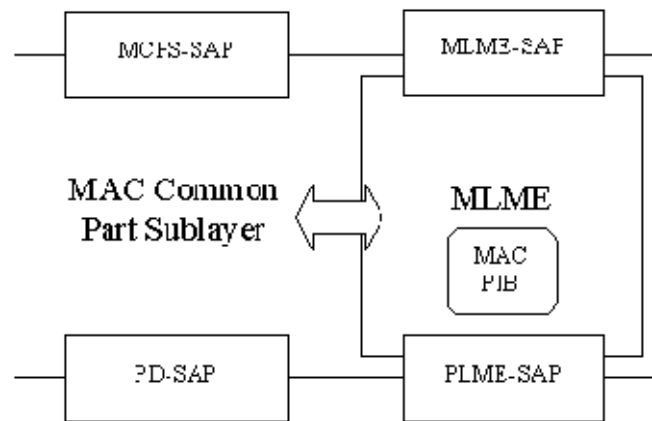 MCPS-SAP
MLME-SAP
MAC Common
Part Sublayer
MLME
MAC
PIB
PD-SAP
PLME-SAP